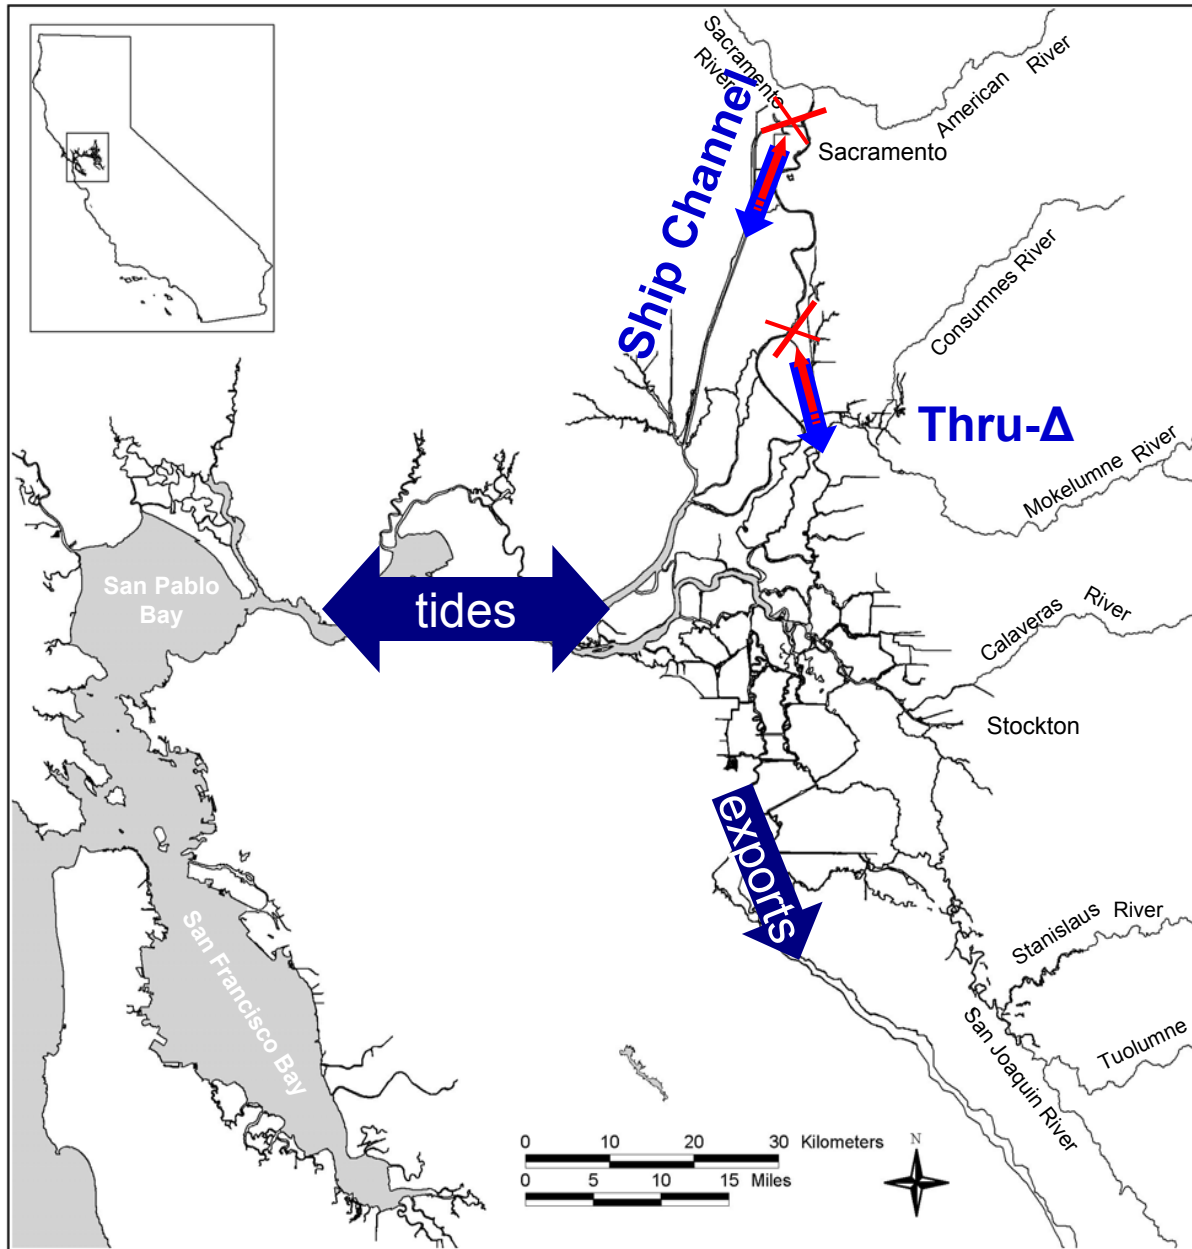 Sacramento
River
American River
Ship Channel
Sacramento
Consumnes River
Thru-Δ
Mokelumne River
San Pablo
Bay
tides
Calaveras River
Stockton
exports
San Francisco Bay
Stanislaus River
San Joaquin River
Tuolumne
0 10 20 30 Kilometers
0 5 10 15 Miles
N